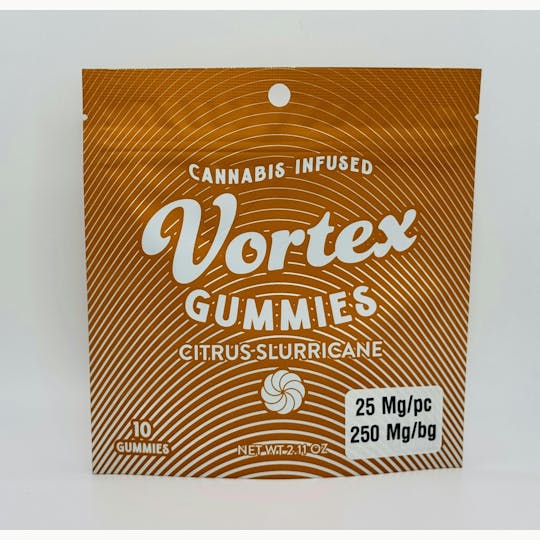 CANNABIS INFUSED
Vortex
GUMMIES
CITRUS SLURRICANE
25 Mg/pc
250 Mg/bg
10
GUMMIES
NET WT 2.11 OZ